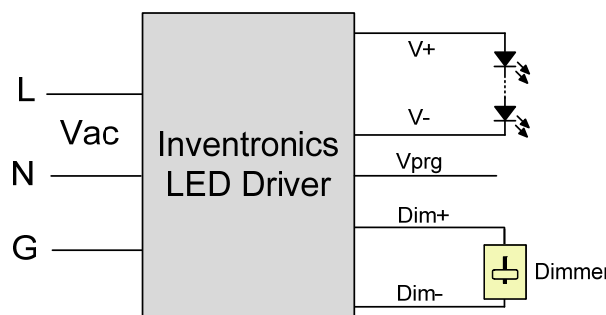 L
Vac
N
G
Inventronics
LED Driver
V+
V-
Vprg
Dim+
Dim-
Dimmer